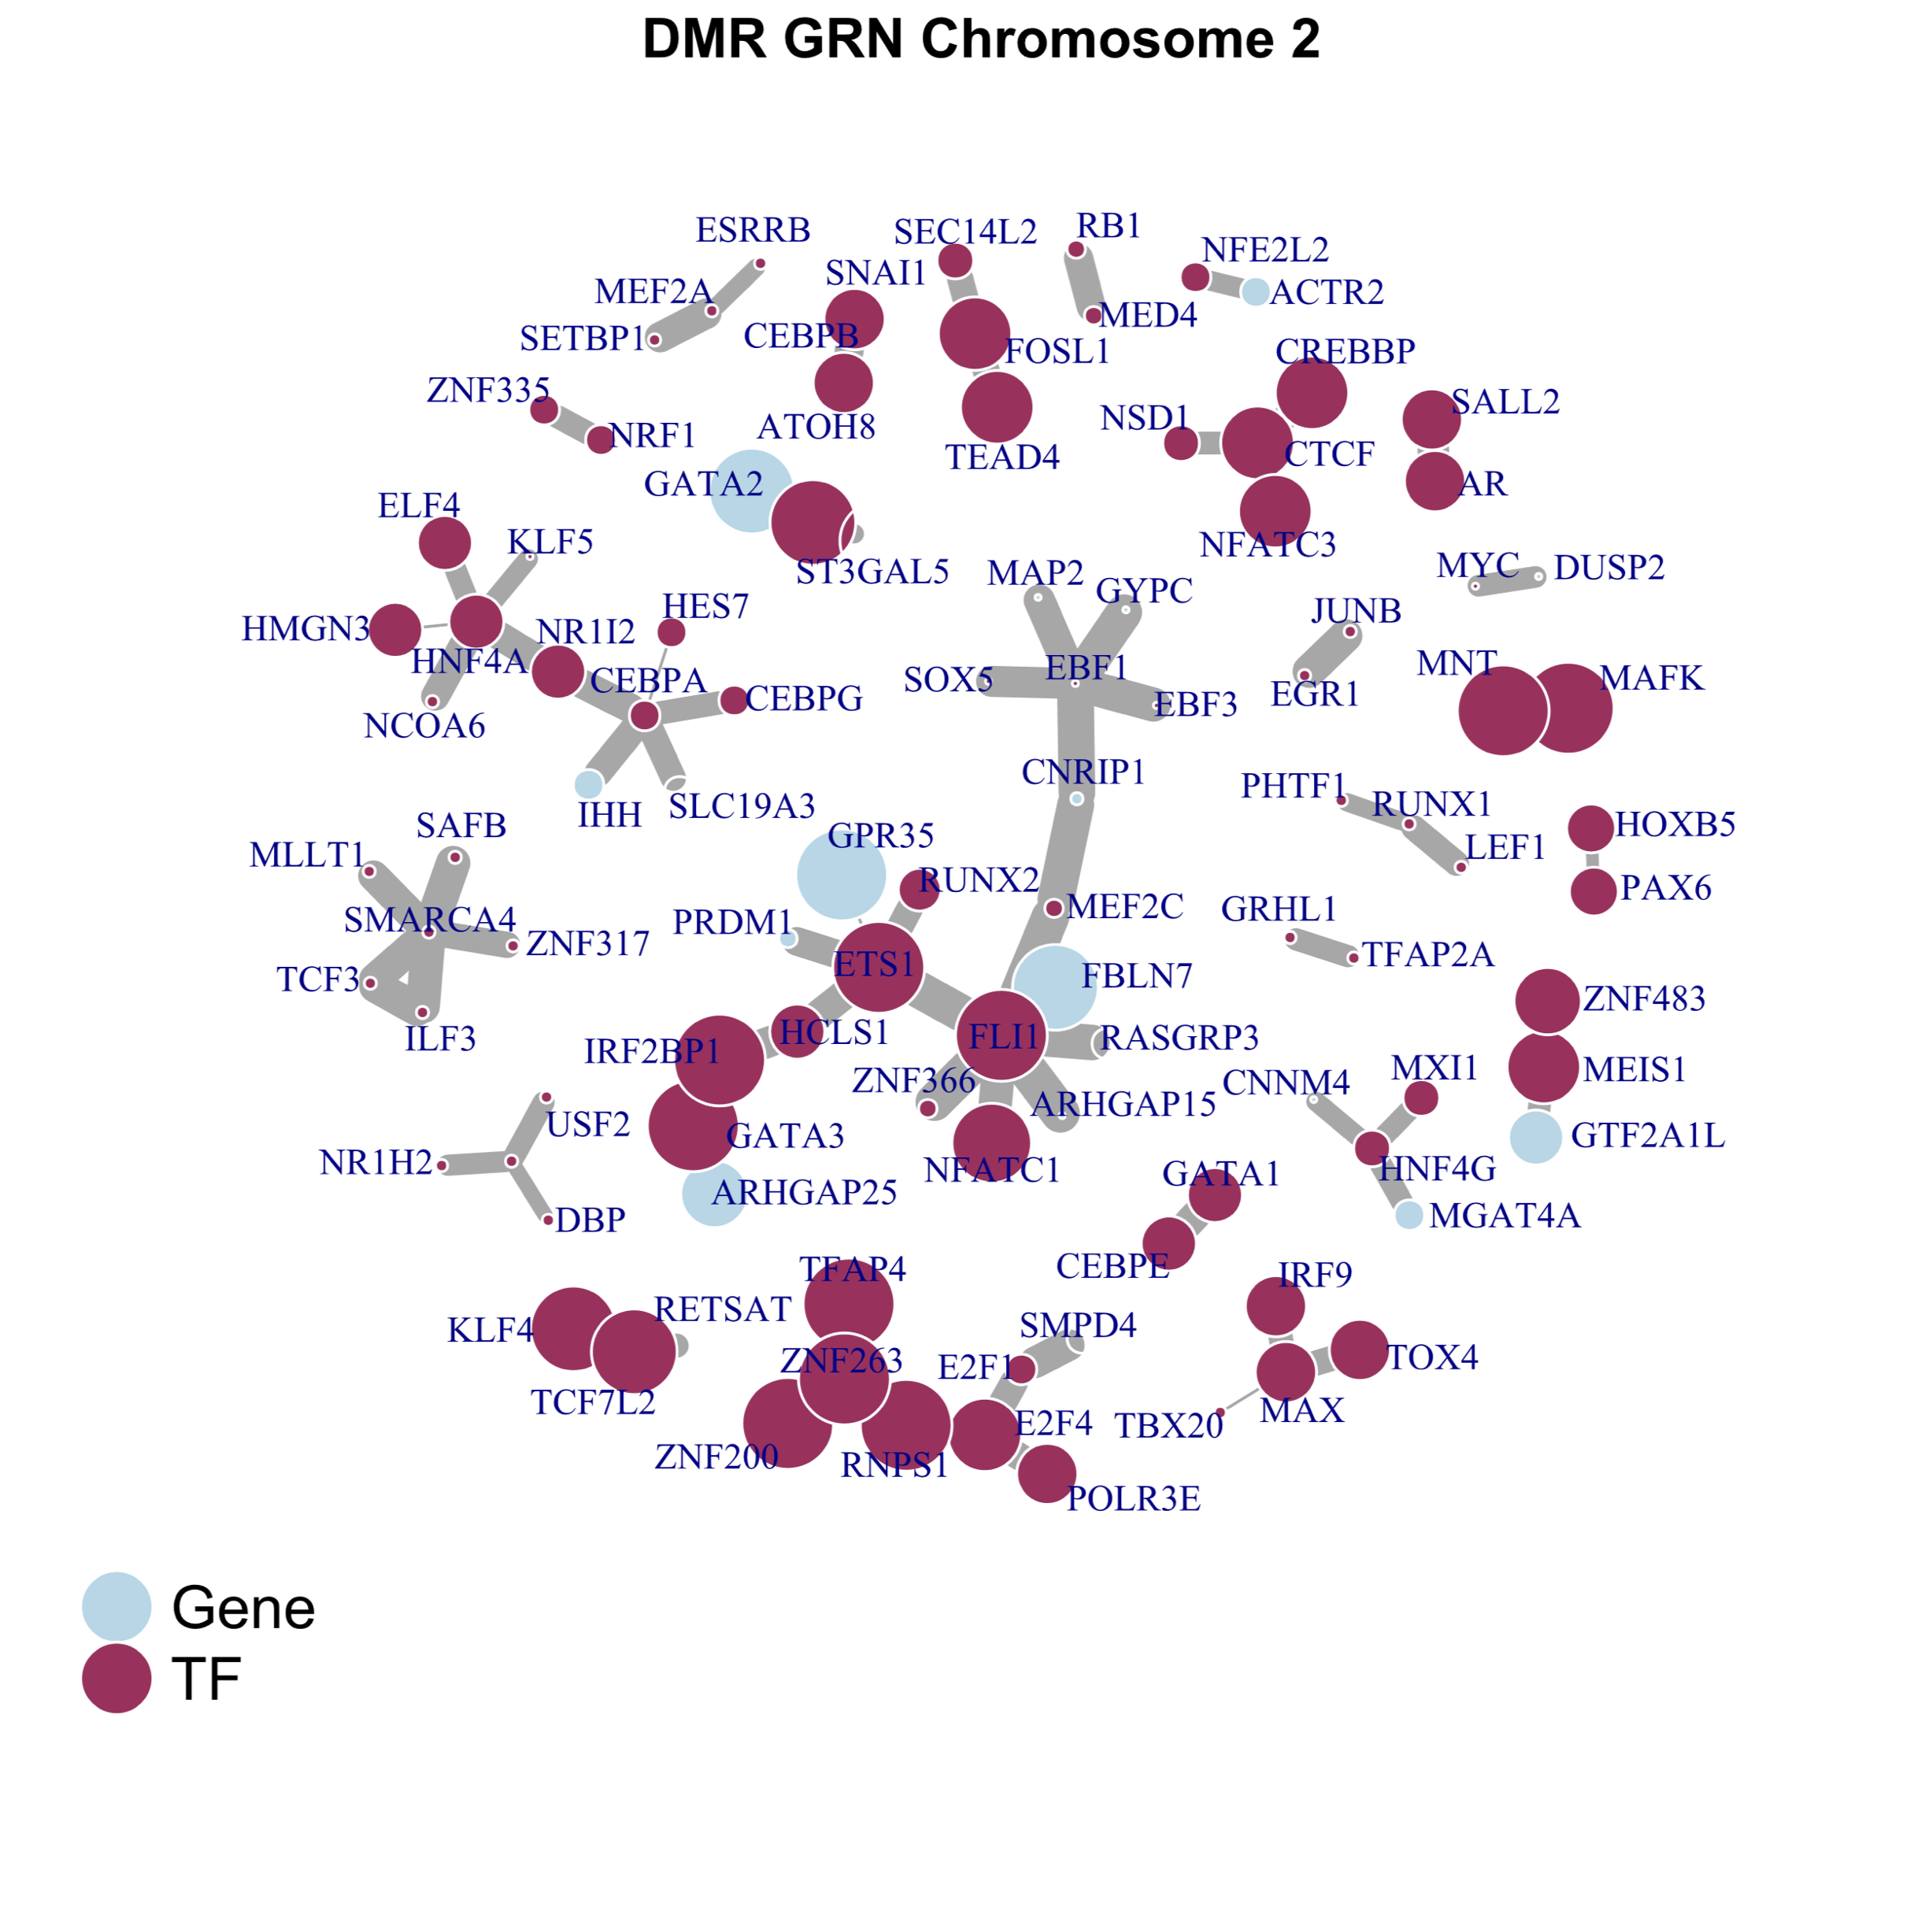 DMR GRN Chromosome 2
ESRRB
SEC14L2
RB1
NFE2L2
MEF2A
SNAI1
ACTR2
SETBP1
CEBPB
MED4
FOSL1
CREBBP
ZNF335
NRF1
ATOH8
TEAD4
NSD1
CTCF
SALL2
AR
GATA2
ELF4
KLF5
ST3GAL5
NFATC3
MAP2
GYPC
MYC
DUSP2
HMGN3
HNF4A
NR1I2
HES7
JUNB
CEBPA
CEBPG
SOX5
EBF1
EBF3
EGR1
MNT
MAFK
NCOA6
IHH
SLC19A3
CNRIP1
PHTF1
RUNX1
LEF1
HOXB5
PAX6
SAFB
MLLT1
GPR35
RUNX2
SMARCA4
ZNF317
PRDM1
MEF2C
GRHL1
TFAP2A
TCF3
ETS1
FBLN7
ZNF483
ILF3
IRF2BP1
HCLS1
FLI1
RASGRP3
MEIS1
ZNF366
ARHGAP15
CNNM4
MXI1
USF2
GATA3
GTF2A1L
NR1H2
NFATC1
GATA1
HNF4G
ARHGAP25
MGAT4A
DBP
CEBPE
TFAP4
IRF9
KLF4
RETSAT
SMPD4
ZNF263
E2F1
TOX4
TCF7L2
E2F4
TBX20
MAX
ZNF200
RNPS1
POLR3E
Gene
TF